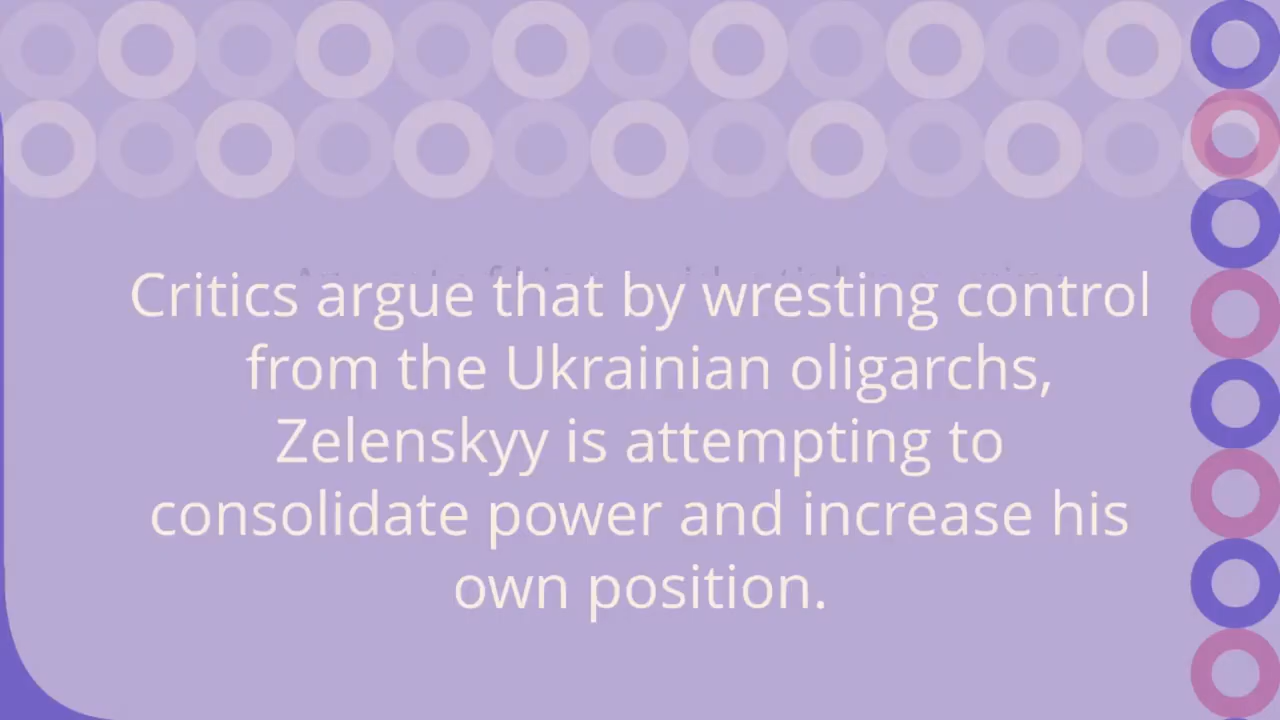 Critics argue that by wresting control
from the Ukrainian oligarchs,
Zelenskyy is attempting to
consolidate power and increase his
own position.